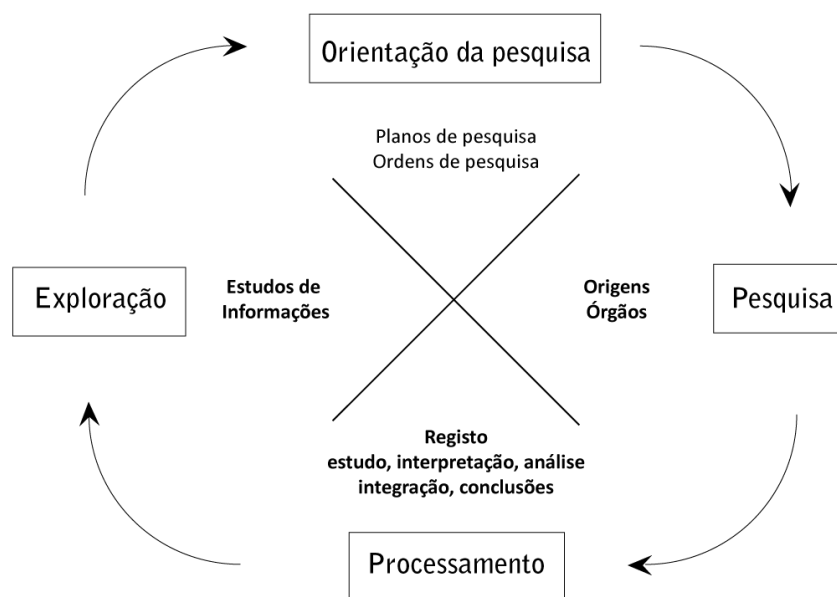 Orientação da pesquisa
Planos de pesquisa
Ordens de pesquisa
Exploração
Estudos de
Informações
Origens
Órgãos
Pesquisa
Registo
estudo, interpretação, análise
integração, conclusões
Processamento